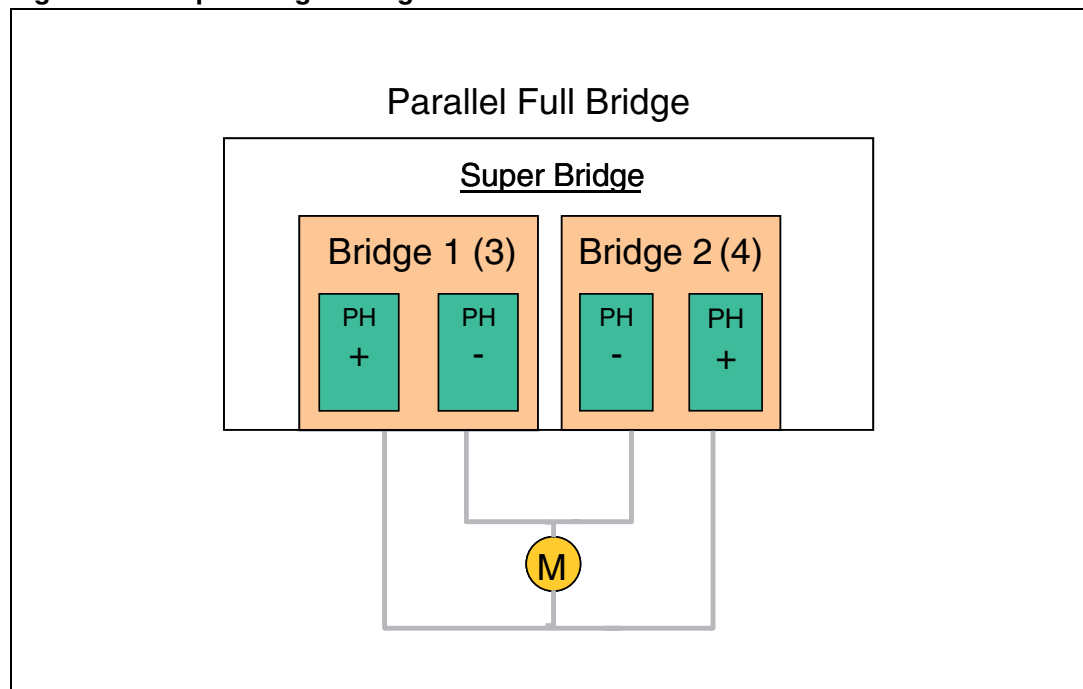 Parallel Full Bridge
Super Bridge
Bridge 1 (3)
Bridge 2 (4)
PH
+
PH
-
PH
-
PH
+
M